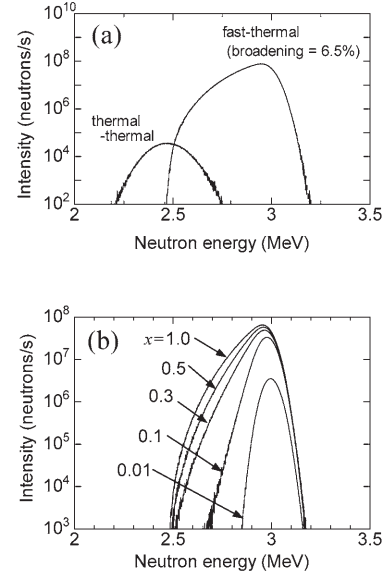 (a)
fast-thermal
(broadening = 6.5%)
thermal
-thermal
Intensity (neutrons/s)
10^10
10^8
10^6
10^4
10^2
2 2.5 3 3.5
Neutron energy (MeV)
(b)
x=1.0
0.5
0.3
0.1
0.01
Intensity (neutrons/s)
10^8
10^7
10^6
10^5
10^4
10^3
2 2.5 3 3.5
Neutron energy (MeV)